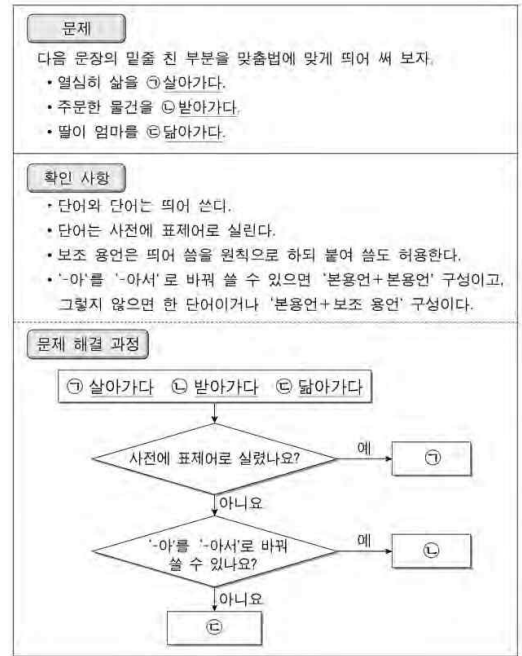 문제
다음 문장의 밑줄 친 부분을 맞춤법에 맞게 띄어 써 보자.
• 열심히 삶을 ㉠살아가다.
• 주문한 물건을 ㉡받아가다.
• 딸이 엄마를 ㉢닮아가다.
확인 사항
• 단어와 단어는 띄어 쓴다.
• 단어는 사전에 표제어로 실린다.
• 보조 용언은 띄어 씀을 원칙으로 하되 붙여 씀도 허용한다.
• '-아'를 '-아서'로 바꿔 쓸 수 있으면 '본용언+본용언' 구성이고,
그렇지 않으면 한 단어이거나 '본용언+보조 용언' 구성이다.
문제 해결 과정
㉠ 살아가다 ㉡ 받아가다 ㉢ 닮아가다
사전에 표제어로 실렸나요?
예
㉠
아니요
'-아'를 '-아서'로 바꿔
쓸 수 있나요?
예
㉡
아니요
㉢